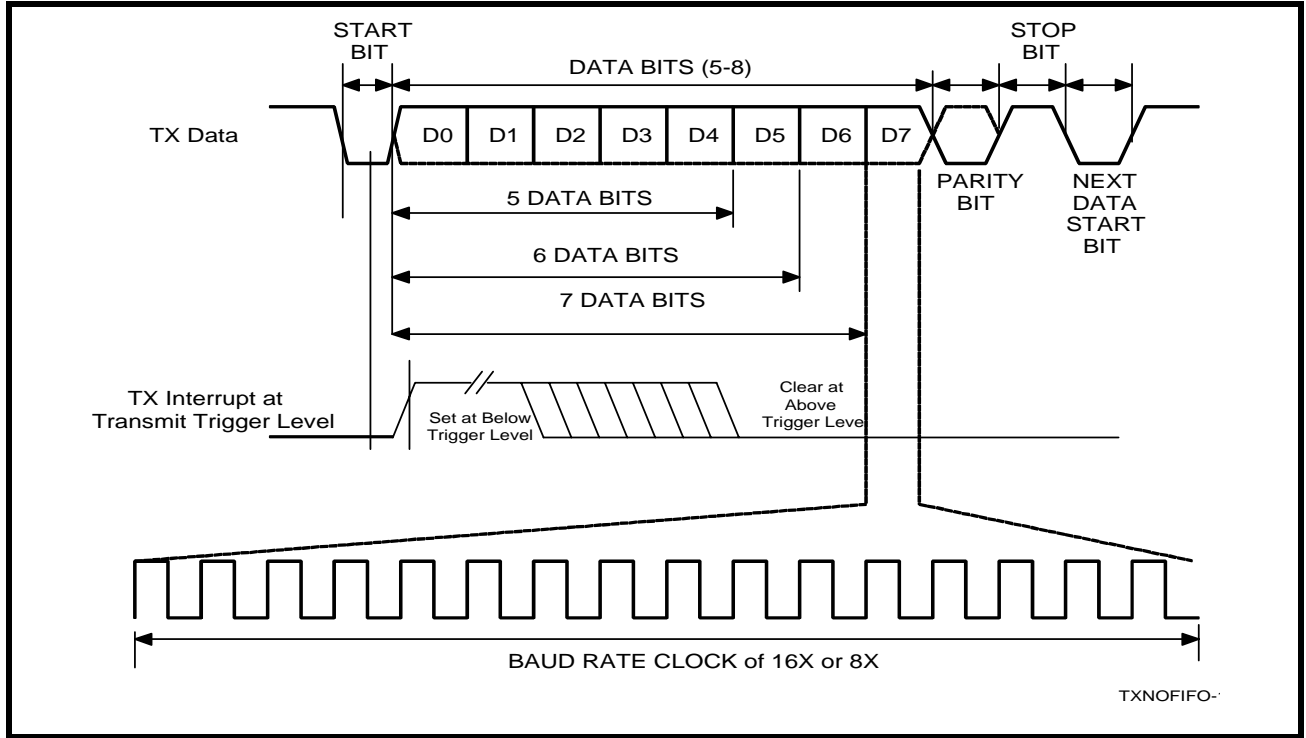 START
BIT
DATA BITS (5-8)
STOP
BIT
TX Data
D0 D1 D2 D3 D4 D5 D6 D7
PARITY
BIT
NEXT
DATA
START
BIT
5 DATA BITS
6 DATA BITS
7 DATA BITS
TX Interrupt at
Transmit Trigger Level
Set at Below
Trigger Level
Clear at
Above
Trigger Leve
BAUD RATE CLOCK of 16X or 8X
TXNOFIFO-